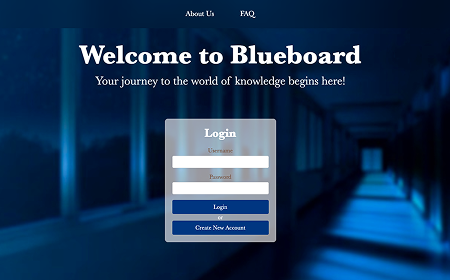 About Us FAQ
Welcome to Blueboard
Your journey to the world of knowledge begins here!
Login
Username
Password
Login
or
Create New Account